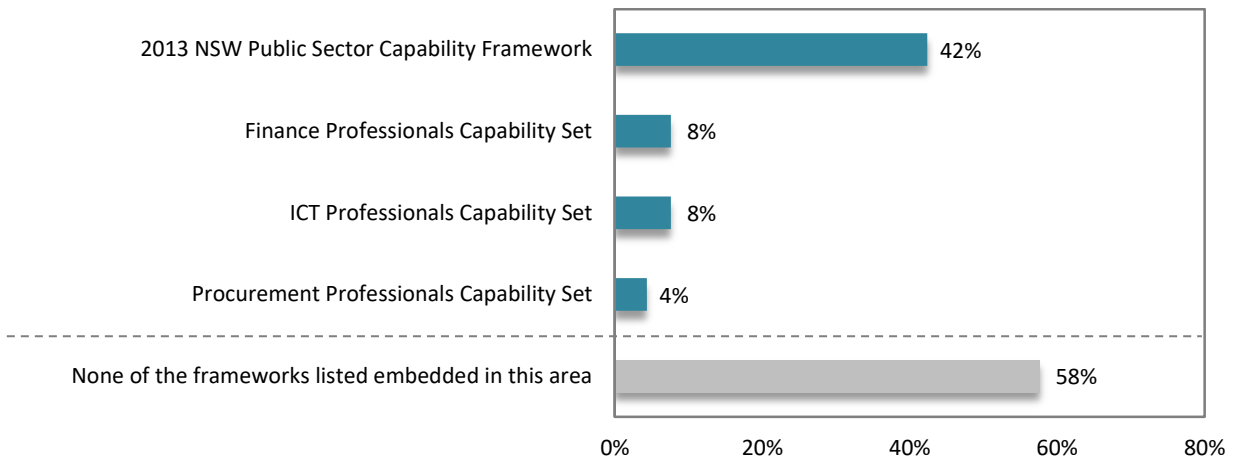 2013 NSW Public Sector Capability Framework 42%
Finance Professionals Capability Set 8%
ICT Professionals Capability Set 8%
Procurement Professionals Capability Set 4%
None of the frameworks listed embedded in this area 58%
0% 20% 40% 60% 80%